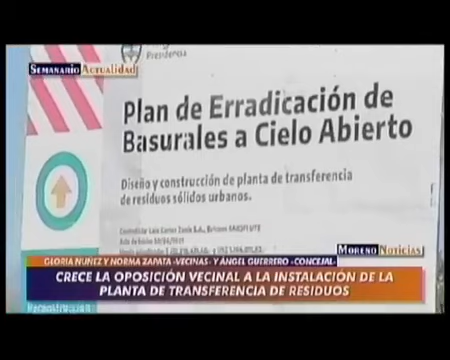 Presidencia
SEMANARIO ACTUALIDAD
Plan de Erradicación de
Basurales a Cielo Abierto
Diseño y construcción de planta de transferencia
de residuos sólidos urbanos.
MORENO NOTICIAS
GLORIA NUÑEZ Y NORMA ZAPATA -VECINAS- Y ÁNGEL GUERRERO -CONCEJAL-
CRECE LA OPOSICIÓN VECINAL A LA INSTALACIÓN DE LA
PLANTA DE TRANSFERENCIA DE RESIDUOS